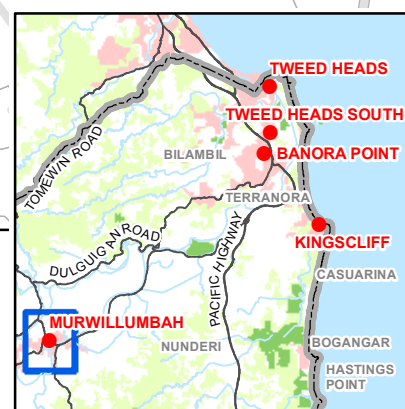 TWEED HEADS
TWEED HEADS SOUTH
TOMEWIN ROAD
BILAMBIL
BANORA POINT
TERRANORA
DULGUIGAN ROAD
PACIFIC HIGHWAY
KINGSCLIFF
CASUARINA
MURWILLUMBAH
NUNDERI
BOGANGAR
HASTINGS
POINT